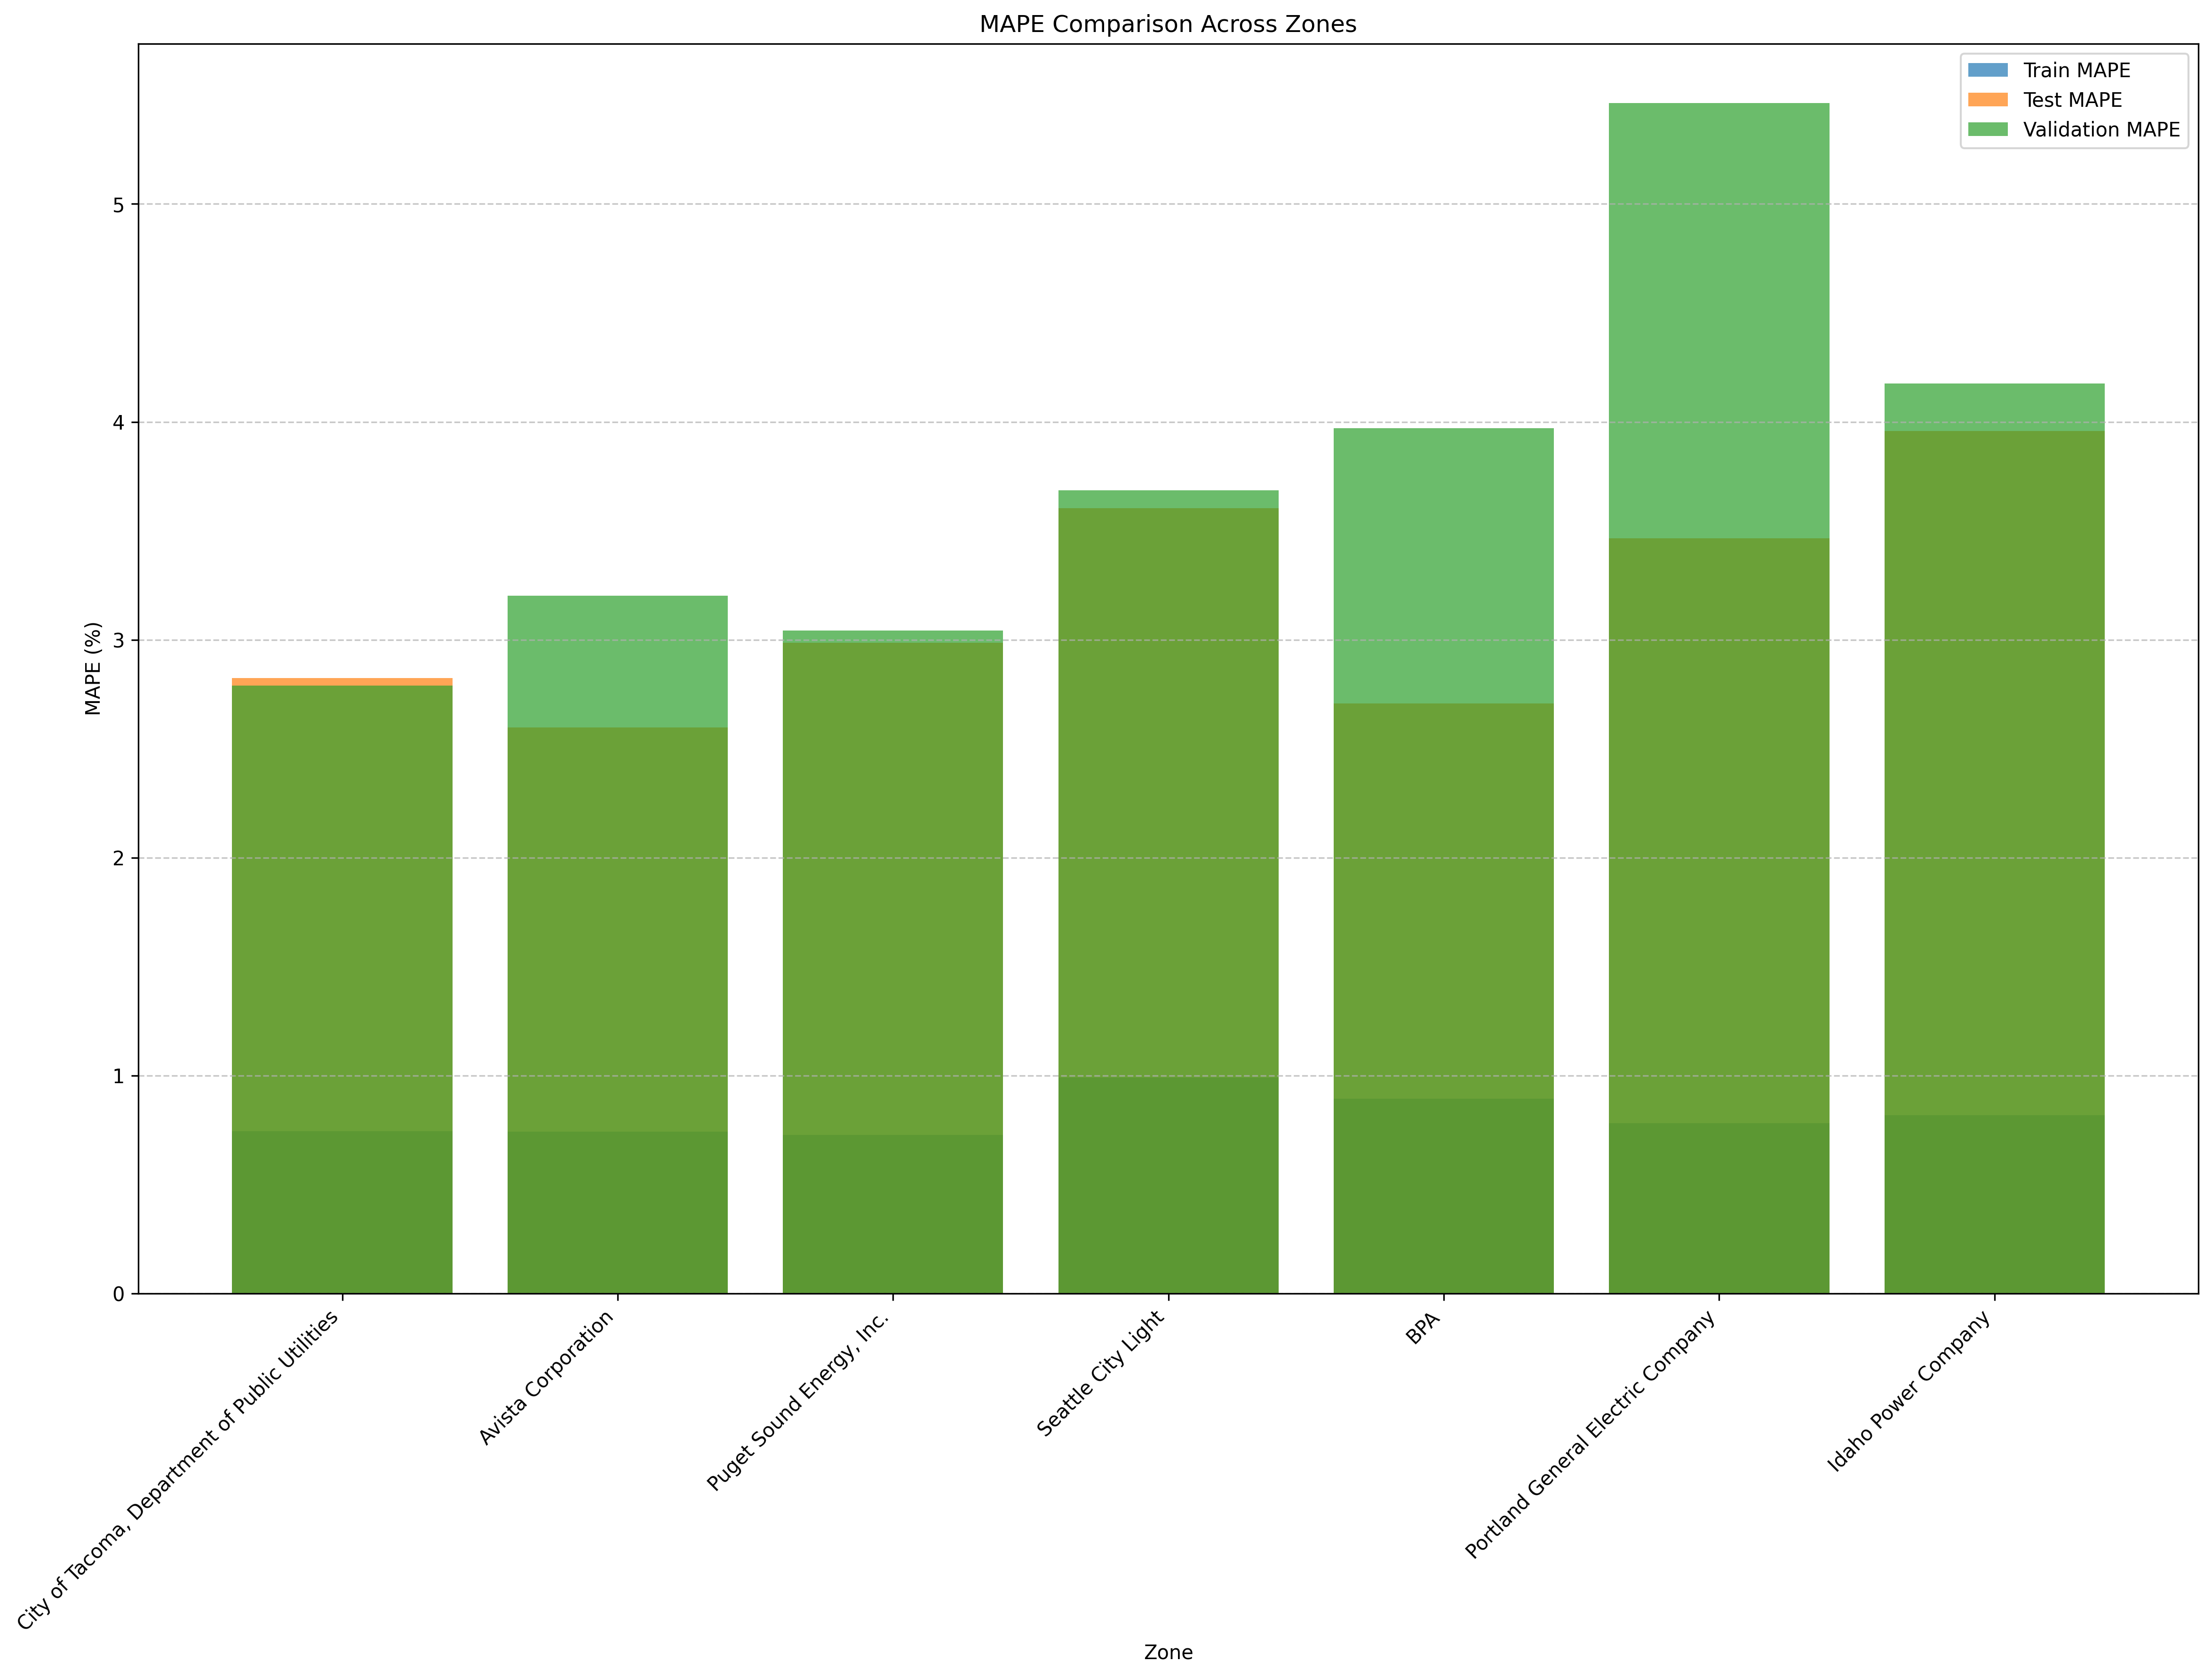 MAPE Comparison Across Zones
Train MAPE
Test MAPE
Validation MAPE
MAPE (%)
5
4
3
2
1
0
City of Tacoma, Department of Public Utilities
Avista Corporation
Puget Sound Energy, Inc.
Seattle City Light
BPA
Portland General Electric Company
Idaho Power Company
Zone